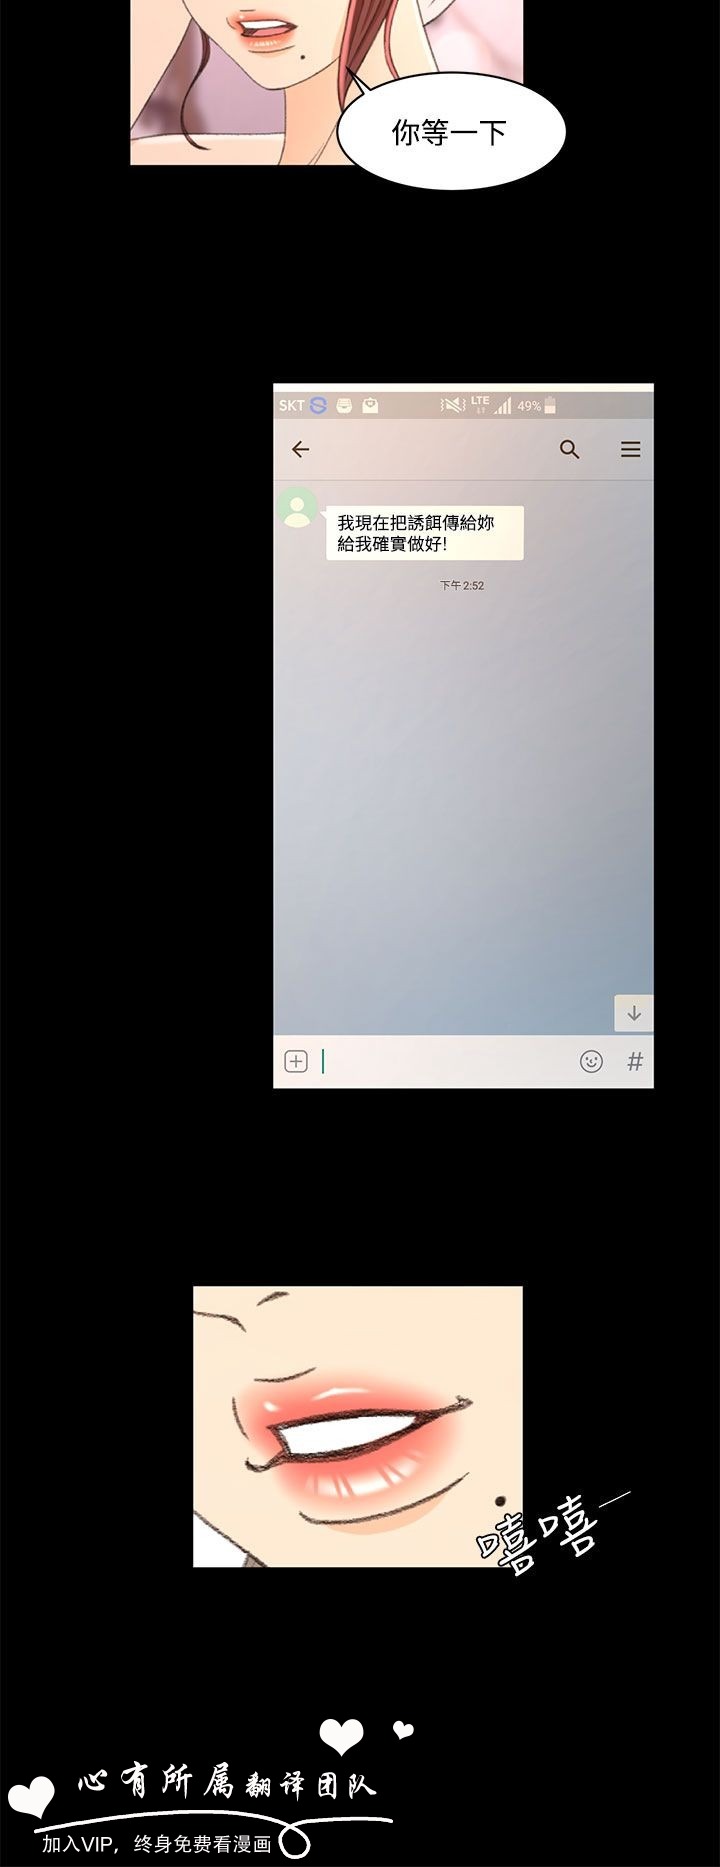 你等一下
SKT LTE 49%
我現在把誘餌傳給妳
給我確實做好!
下午 2:52
#
嘻嘻
心有所属翻译团队
加入VIP，终身免费看漫画